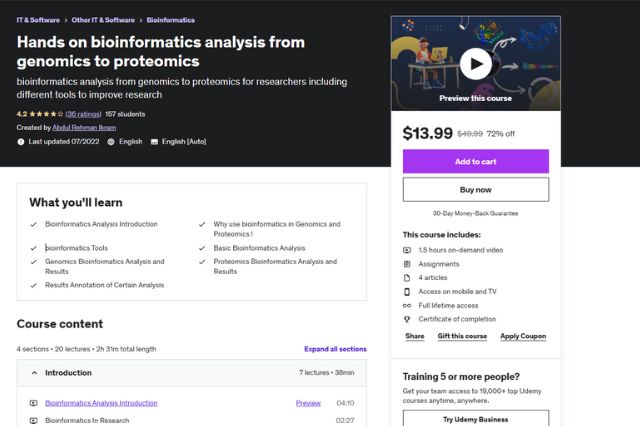 IT & Software > Other IT & Software > Bioinformatics
Hands on bioinformatics analysis from
genomics to proteomics
bioinformatics analysis from genomics to proteomics for researchers including
different tools to improve research
4.2 ★★★★☆ (36 ratings) 157 students
Created by Abdul Rehman Ikram
Last updated 07/2022 English English [Auto]
Preview this course
$13.99 $49.99 72% off
Add to cart
Buy now
30-Day Money-Back Guarantee
This course includes:
1.5 hours on-demand video
Assignments
4 articles
Access on mobile and TV
Full lifetime access
Certificate of completion
Share Gift this course Apply Coupon
Training 5 or more people?
Get your team access to 19,000+ top Udemy
courses anytime, anywhere.
Try Udemy Business
What you'll learn
Bioinformatics Analysis Introduction
Why use bioinformatics in Genomics and
Proteomics !
bioinformatics Tools
Basic Bioinformatics Analysis
Genomics Bioinformatics Analysis and
Results
Proteomics Bioinformatics Analysis and
Results
Results Annotation of Certain Analysis
Course content
4 sections • 20 lectures • 2h 31m total length
Expand all sections
Introduction 7 lectures • 38min
Bioinformatics Analysis Introduction Preview 04:10
Bioinformatics In Research 02:27